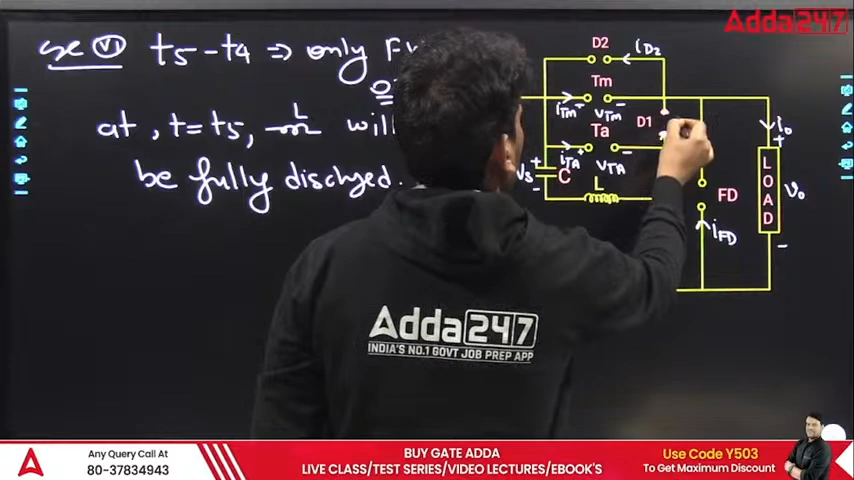 Adda247
t5-t4 ⇒ only
at, t=t5, L will
be fully dischged.
D2
iD2
Tm
iTM + VTM -
D1
Ta
iTA + VTA -
+ VS - C
L
FD
iFD
io
+
LOAD
vo
-
Adda247
INDIA'S NO.1 GOVT JOB PREP APP
Any Query Call At
80-37834943
BUY GATE ADDA
LIVE CLASS/TEST SERIES/VIDEO LECTURES/EBOOK'S
Use Code Y503
To Get Maximum Discount